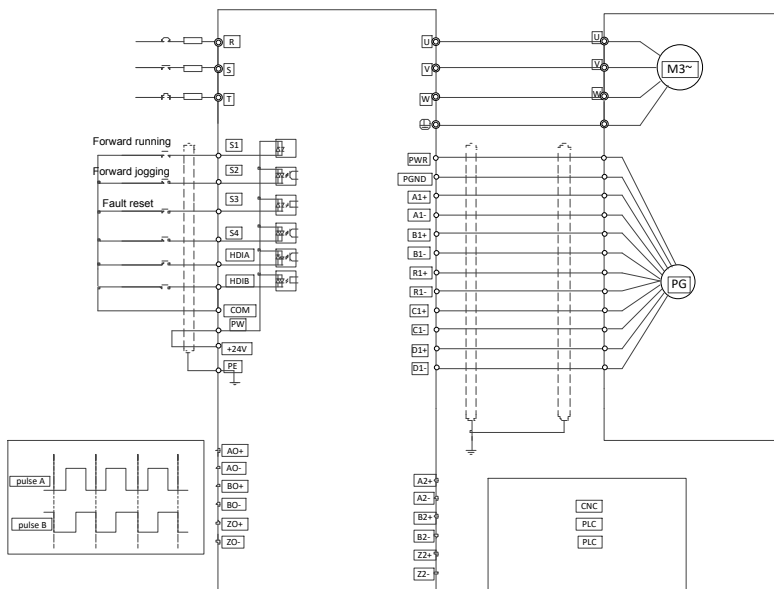 R
S
T
U
V
W
U
V
W
M3~
Forward running
Forward jogging
Fault reset
S1
S2
S3
S4
HDIA
HDIB
COM
PW
+24V
PE
PWR
PGND
A1+
A1-
B1+
B1-
R1+
R1-
C1+
C1-
D1+
D1-
PG
pulse A
pulse B
AO+
AO-
BO+
BO-
ZO+
ZO-
A2+
A2-
B2+
B2-
Z2+
Z2-
CNC
PLC
PLC